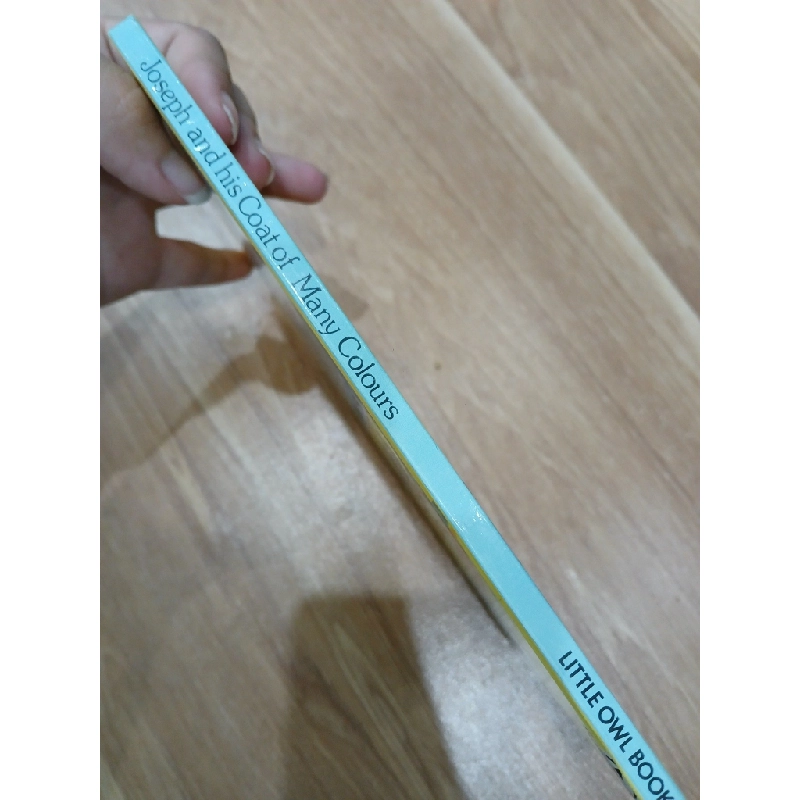 Joseph and his Coat of Many Colours
LITTLE OWL BOOK